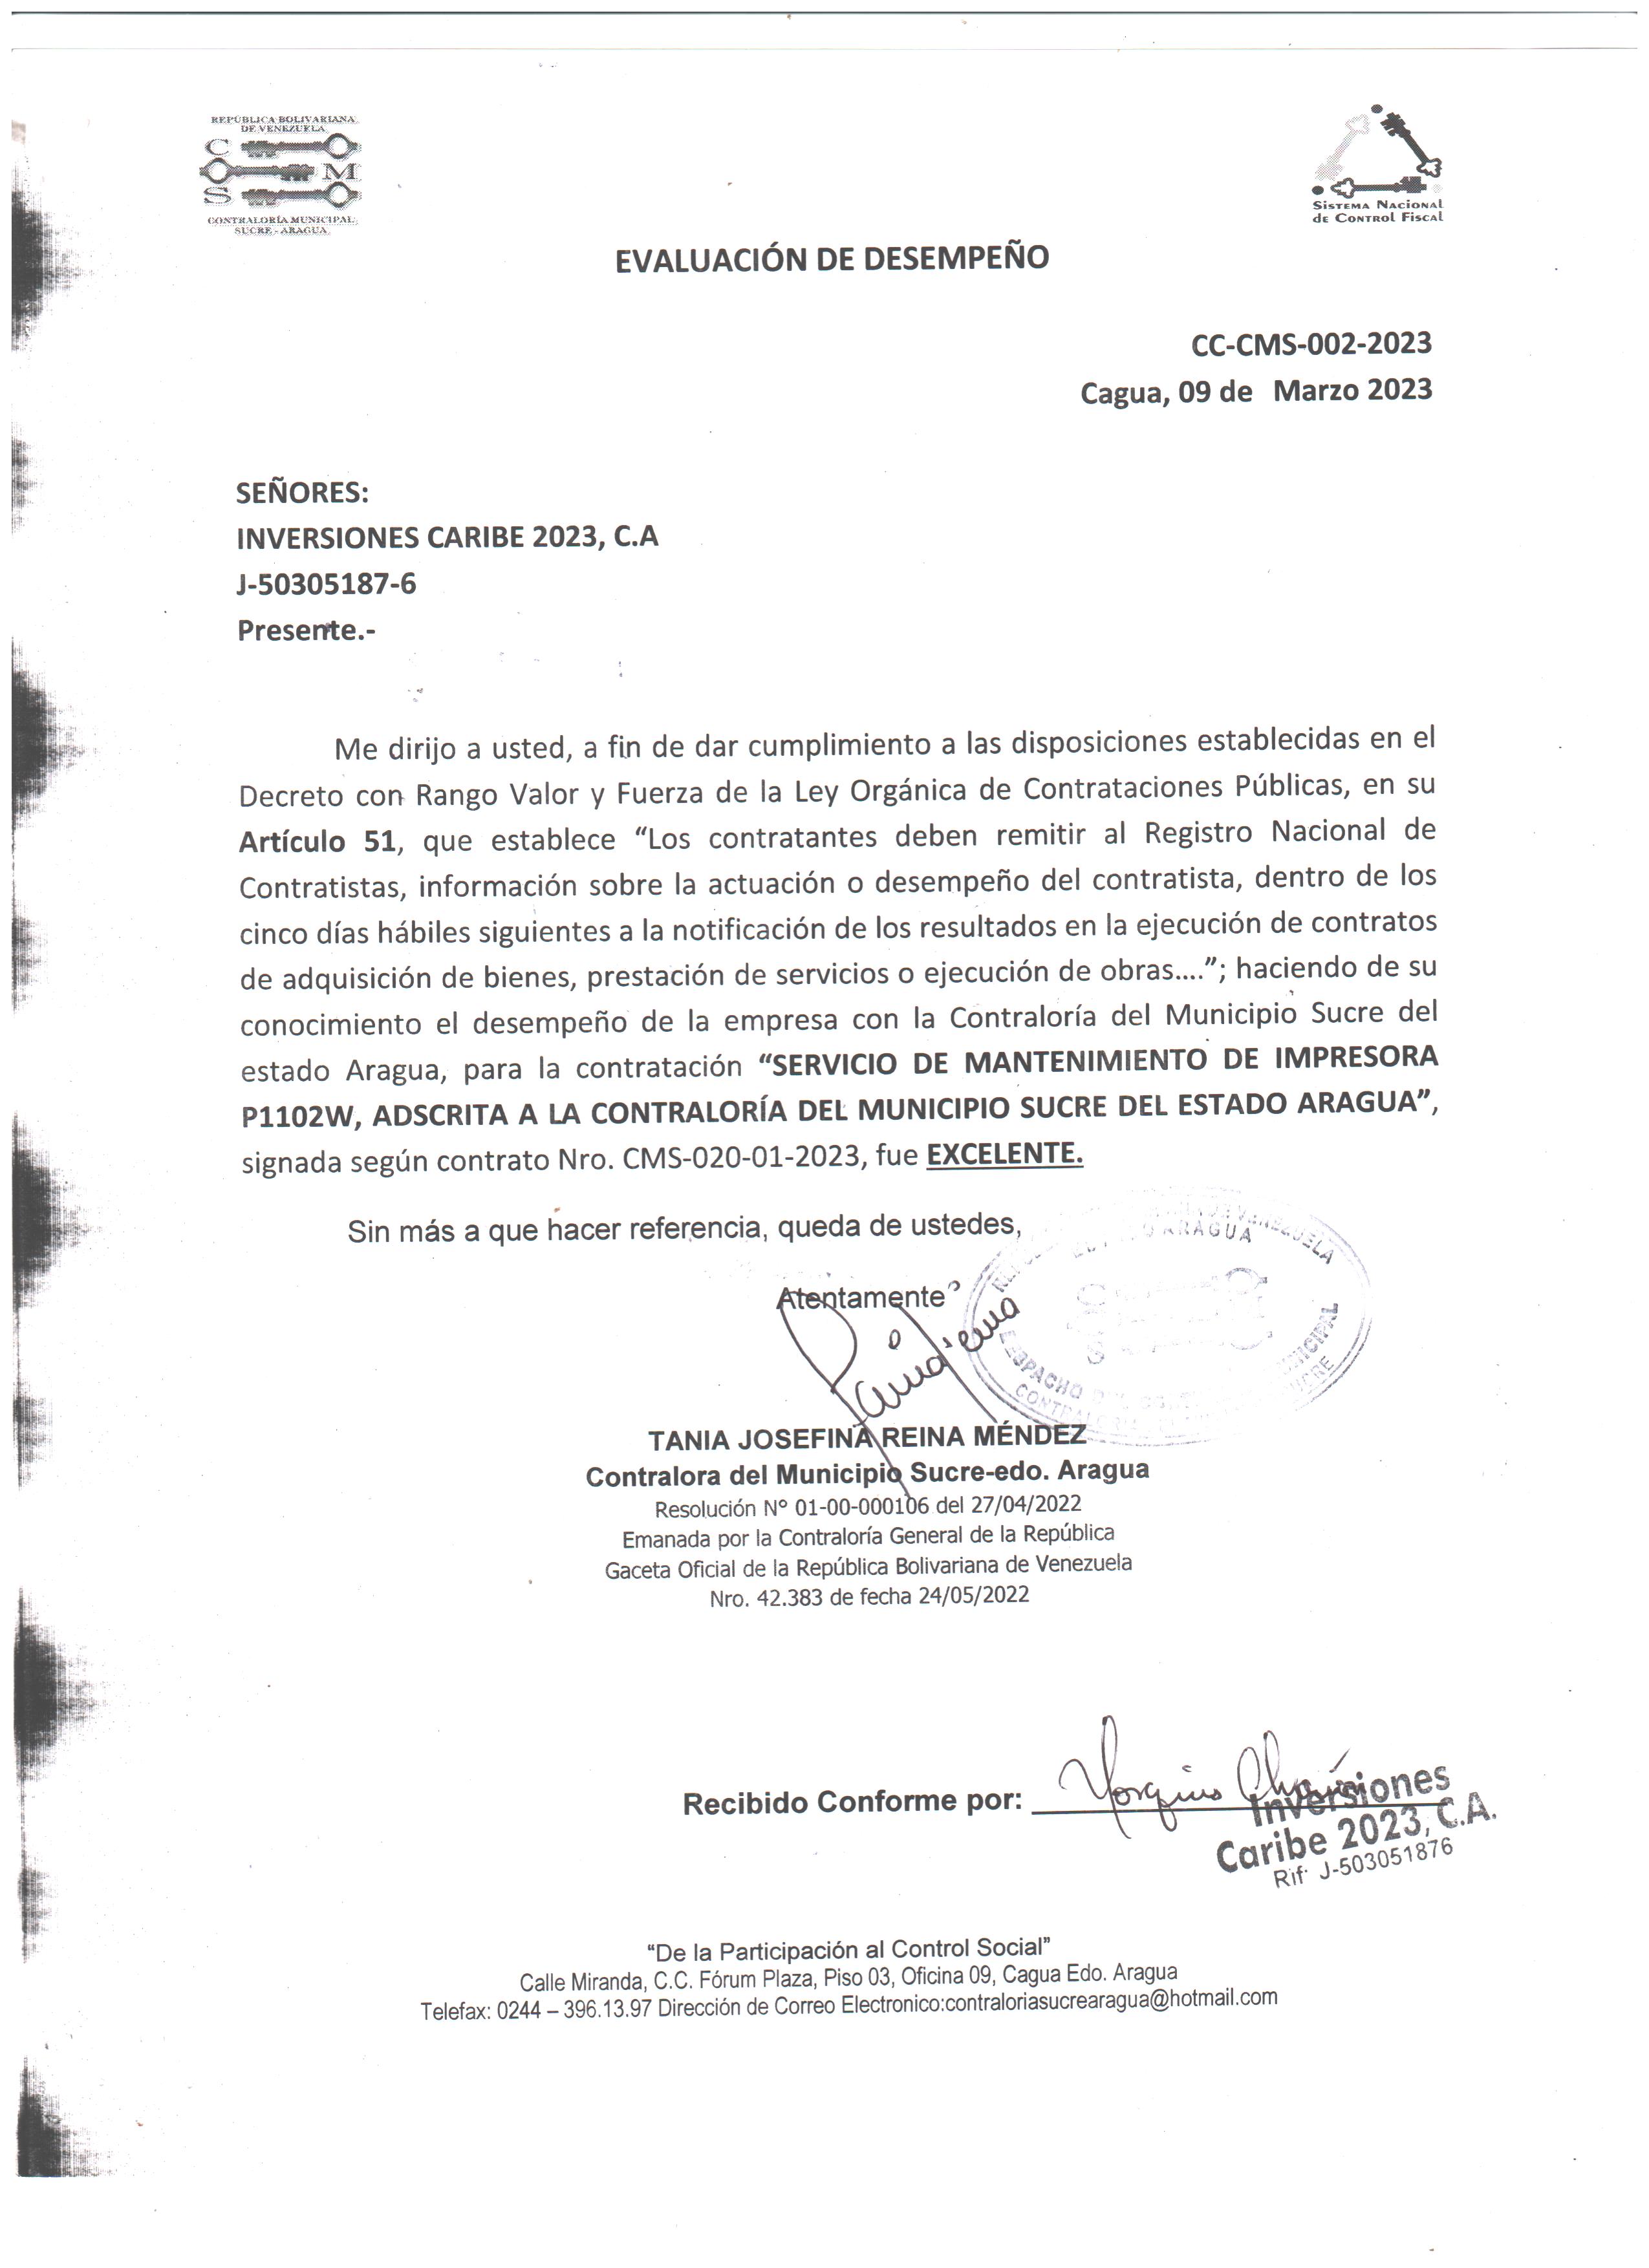 REPÚBLICA BOLIVARIANA
DE VENEZUELA
C
M
S
CONTRALORÍA MUNICIPAL
SUCRE - ARAGUA
SISTEMA NACIONAL
DE CONTROL FISCAL
EVALUACIÓN DE DESEMPEÑO
CC-CMS-002-2023
Cagua, 09 de Marzo 2023
SEÑORES:
INVERSIONES CARIBE 2023, C.A
J-50305187-6
Presente.-
Me dirijo a usted, a fin de dar cumplimiento a las disposiciones establecidas en el
Decreto con Rango Valor y Fuerza de la Ley Orgánica de Contrataciones Públicas, en su
Artículo 51, que establece “Los contratantes deben remitir al Registro Nacional de
Contratistas, información sobre la actuación o desempeño del contratista, dentro de los
cinco días hábiles siguientes a la notificación de los resultados en la ejecución de contratos
de adquisición de bienes, prestación de servicios o ejecución de obras....”; haciendo de su
conocimiento el desempeño de la empresa con la Contraloría del Municipio Sucre del
estado Aragua, para la contratación “SERVICIO DE MANTENIMIENTO DE IMPRESORA
P1102W, ADSCRITA A LA CONTRALORÍA DEL MUNICIPIO SUCRE DEL ESTADO ARAGUA”,
signada según contrato Nro. CMS-020-01-2023, fue EXCELENTE.
Sin más a que hacer referencia, queda de ustedes,
VENEZUELA
ARAGUA
Atentamente
MUNICIPAL
SUCRE
TANIA JOSEFINA REINA MÉNDEZ
Contralora del Municipio Sucre-edo. Aragua
Resolución N° 01-00-000106 del 27/04/2022
Emanada por la Contraloría General de la República
Gaceta Oficial de la República Bolivariana de Venezuela
Nro. 42.383 de fecha 24/05/2022
Recibido Conforme por:
Inversiones
Caribe 2023, C.A.
Rif: J-503051876
“De la Participación al Control Social”
Calle Miranda, C.C. Fórum Plaza, Piso 03, Oficina 09, Cagua Edo. Aragua
Telefax: 0244 – 396.13.97 Dirección de Correo Electronico:contraloriasucrearagua@hotmail.com